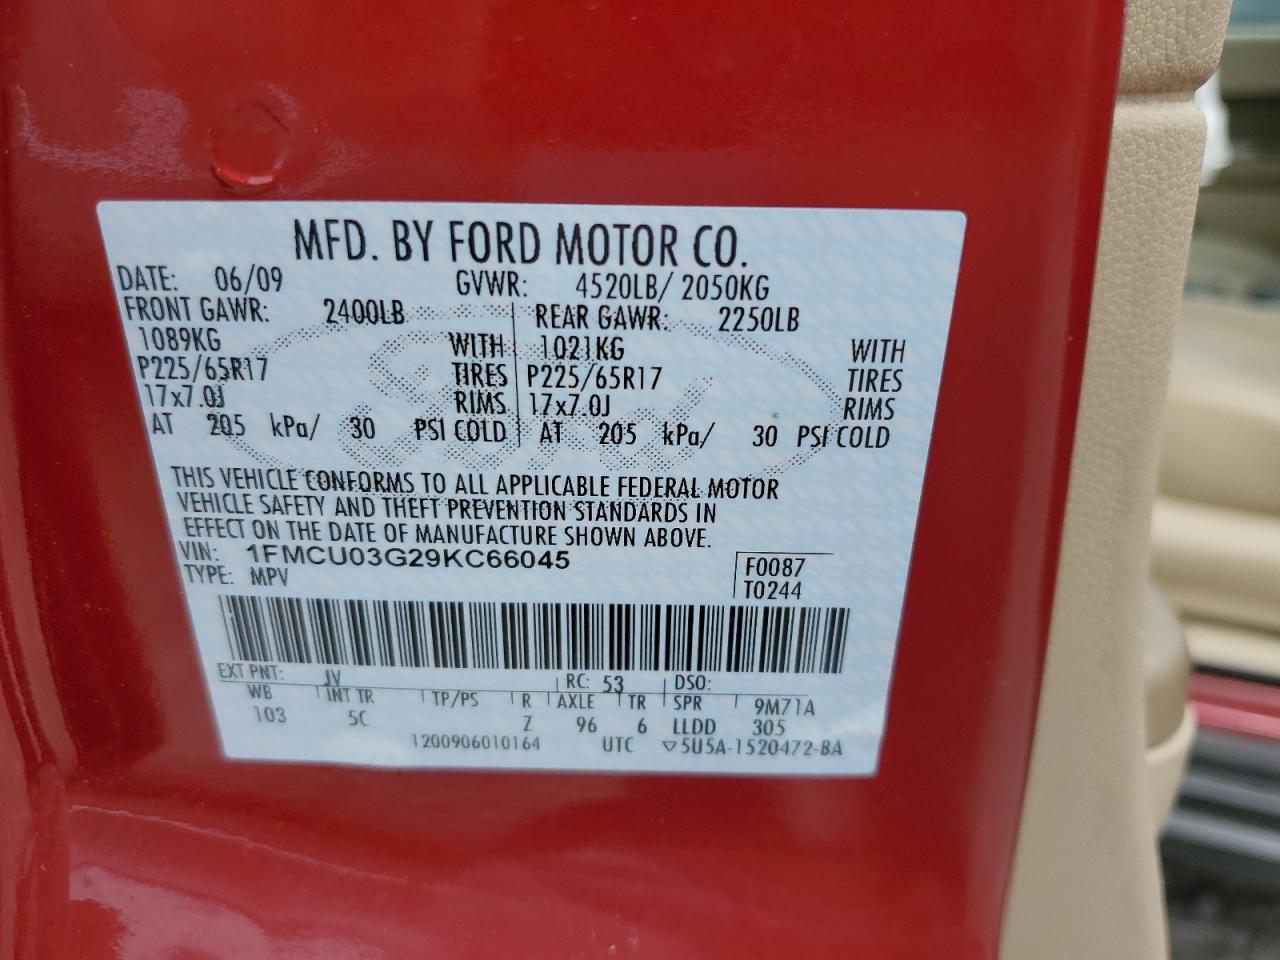 MFD. BY FORD MOTOR CO.
DATE: 06/09 GVWR: 4520LB/ 2050KG
FRONT GAWR: 2400LB REAR GAWR: 2250LB
1089KG WITH 1021KG WITH
P225/65R17 TIRES P225/65R17 TIRES
17x7.0J RIMS 17x7.0J RIMS
AT 205 kPa/ 30 PSI COLD AT 205 kPa/ 30 PSI COLD
Ford
THIS VEHICLE CONFORMS TO ALL APPLICABLE FEDERAL MOTOR
VEHICLE SAFETY AND THEFT PREVENTION STANDARDS IN
EFFECT ON THE DATE OF MANUFACTURE SHOWN ABOVE.
VIN: 1FMCU03G29KC66045 F0087
TYPE: MPV T0244
EXT PNT: JV RC: 53 DSO:
WB INT TR TP/PS R AXLE TR SPR 9M71A
103 5C Z 96 6 LLDD 305
1200906010164 UTC ▽5U5A-1520472-BA